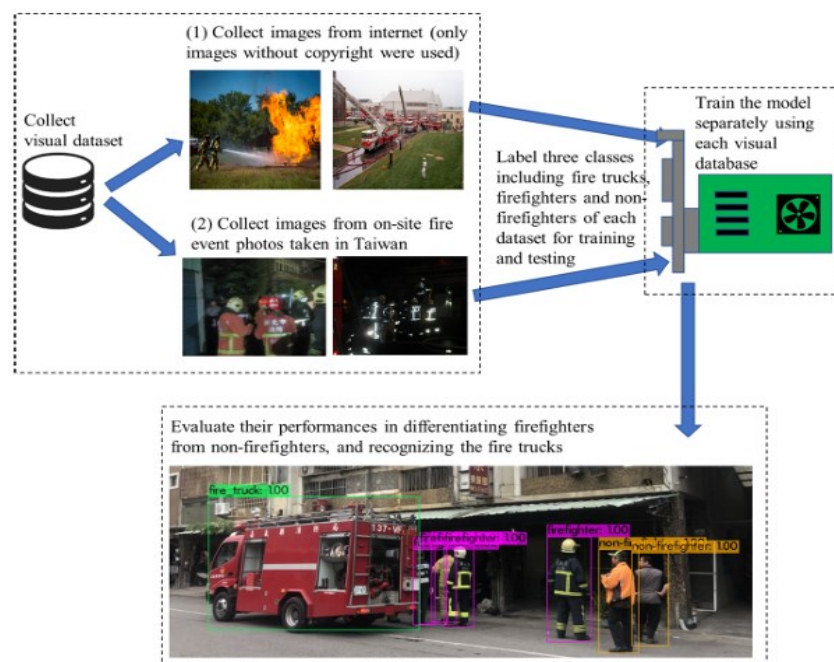 (1) Collect images from internet (only
images without copyright were used)
Collect
visual dataset
(2) Collect images from on-site fire
event photos taken in Taiwan
Label three classes
including fire trucks,
firefighters and non-
firefighters of each
dataset for training
and testing
Train the model
separately using
each visual
database
Evaluate their performances in differentiating firefighters
from non-firefighters, and recognizing the fire trucks
fire_truck: 1.00
firefighter: 1.00
firefighter: 1.00
non-firefighter: 1.00
137-VF